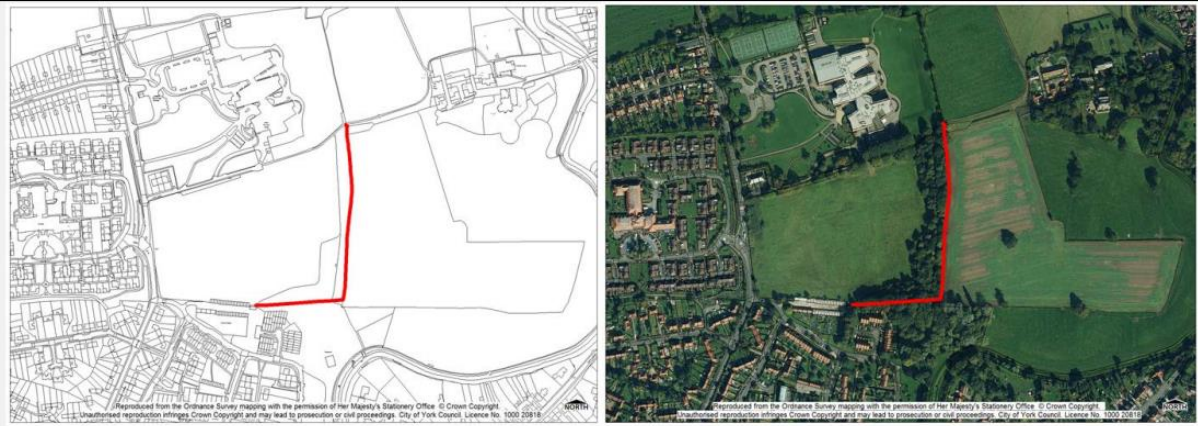 Reproduced from the Ordnance Survey mapping with the permission of Her Majesty's Stationery Office © Crown Copyright.
Unauthorised reproduction infringes Crown Copyright and may lead to prosecution or civil proceedings. City of York Council. Licence No. 1000 20818
NORTH
Reproduced from the Ordnance Survey mapping with the permission of Her Majesty's Stationery Office © Crown Copyright.
Unauthorised reproduction infringes Crown Copyright and may lead to prosecution or civil proceedings. City of York Council. Licence No. 1000 20818
NORTH